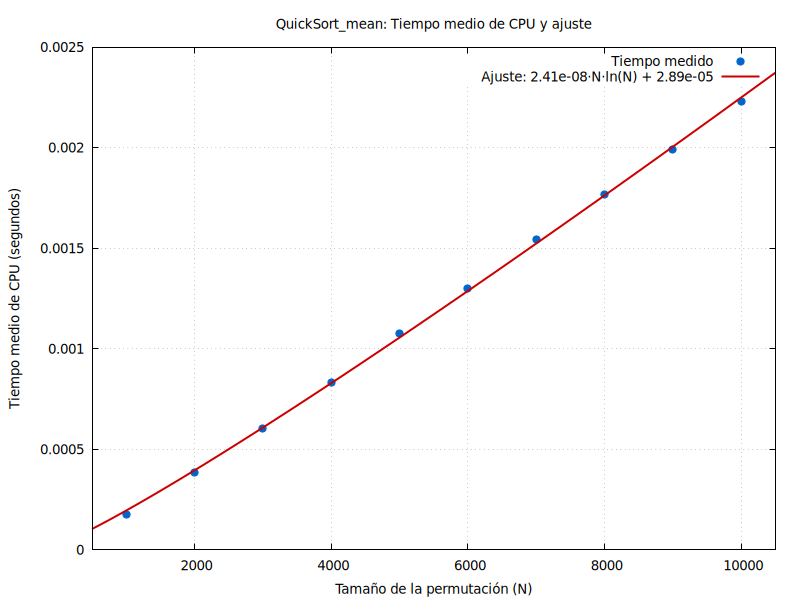 QuickSort_mean: Tiempo medio de CPU y ajuste
0.0025
Tiempo medido
Ajuste: 2.41e-08·N·ln(N) + 2.89e-05
0.002
0.0015
Tiempo medio de CPU (segundos)
0.001
0.0005
0
2000
4000
6000
8000
10000
Tamaño de la permutación (N)